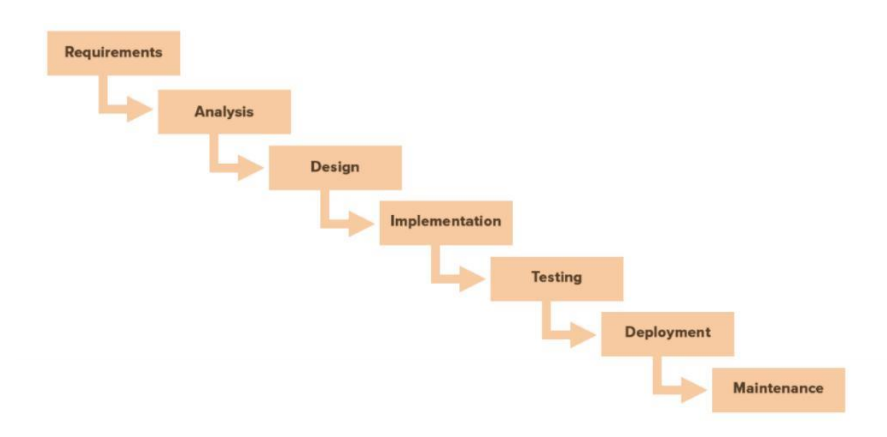 Requirements
Analysis
Design
Implementation
Testing
Deployment
Maintenance